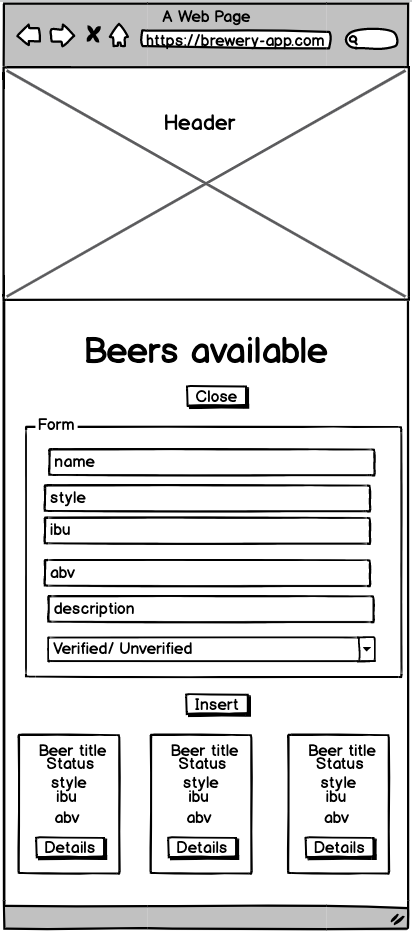 A Web Page
https://brewery-app.com
Header
Beers available
Close
Form
name
style
ibu
abv
description
Verified/ Unverified
Insert
Beer title
Status
style
ibu
abv
Details
Beer title
Status
style
ibu
abv
Details
Beer title
Status
style
ibu
abv
Details